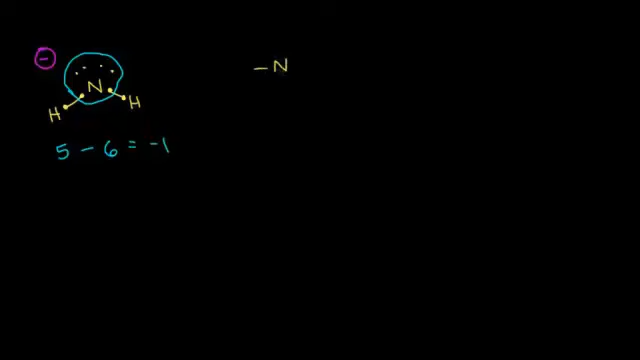 ⊖
N
H H
5 - 6 = -1
- N